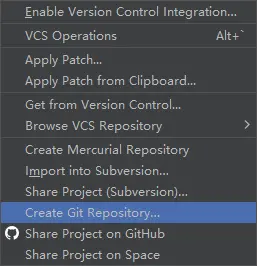 Enable Version Control Integration...
VCS Operations Alt+`
Apply Patch...
Apply Patch from Clipboard...
Get from Version Control...
Browse VCS Repository
Create Mercurial Repository
Import into Subversion...
Share Project (Subversion)...
Create Git Repository...
Share Project on GitHub
Share Project on Space